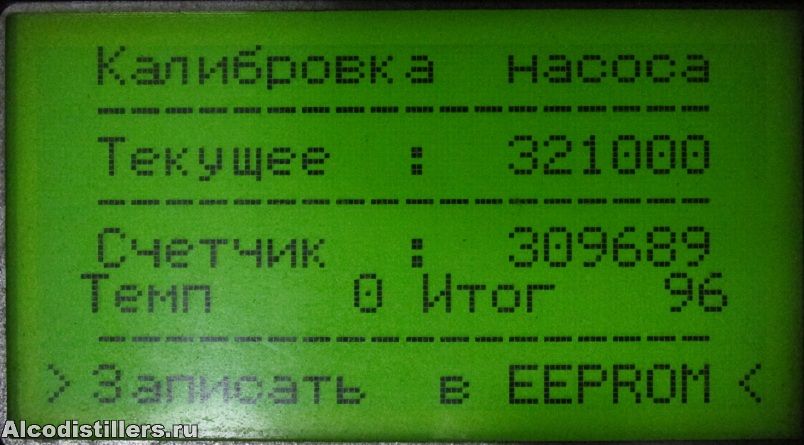 Калибровка насоса
Текущее : 321000
Счетчик : 309689
Темп 0 Итог 96
> Записать в EEPROM <
Alcodistillers.ru